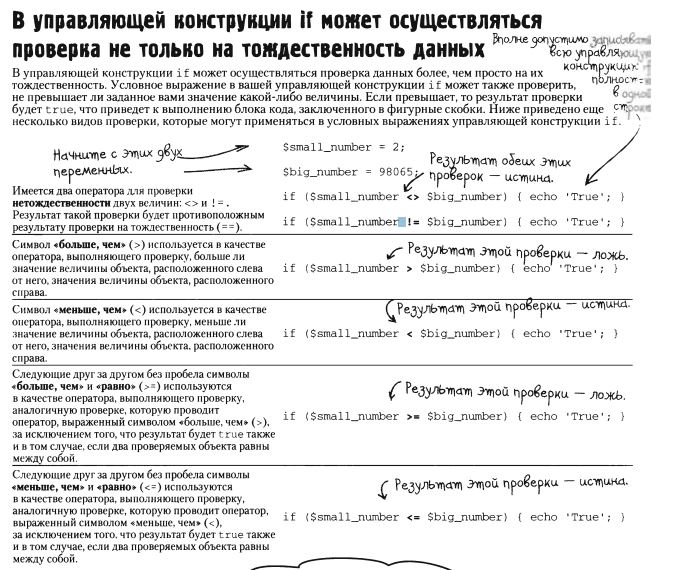 В управляющей конструкции if может осуществляться
проверка не только на тождественность данных
Вполне допустимо записывать
всю управляющую
конструкцию
полностью
в одной
В управляющей конструкции if может осуществляться проверка данных более, чем просто на их
тождественность. Условное выражение в вашей управляющей конструкции if может также проверить,
не превышает ли заданное вам значение какой-либо величины. Если превышает, то результат проверки
будет true, что приведет к выполнению блока кода, заключенного в фигурные скобки. Ниже приведено еще
несколько видов проверки, которые могут применяться в условных выражениях управляющей конструкции if.
Начните с этих двух
переменных.
$small_number = 2;
$big_number = 98065;
Результат обеих этих
проверок — истина.
Имеется два оператора для проверки
нетождественности двух величин: <> и !=.
Результат такой проверки будет противоположным
результату проверки на тождественность (==).
if ($small_number <> $big_number) { echo 'True'; }
if ($small_number != $big_number) { echo 'True'; }
Символ «больше, чем» (>) используется в качестве
оператора, выполняющего проверку, больше ли
значение величины объекта, расположенного слева
от него, значения величины объекта, расположенного
справа.
Результат этой проверки — ложь.
if ($small_number > $big_number) { echo 'True'; }
Символ «меньше, чем» (<) используется в качестве
оператора, выполняющего проверку, меньше ли
значение величины объекта, расположенного слева
от него, значения величины объекта, расположенного
справа.
Результат этой проверки — истина.
if ($small_number < $big_number) { echo 'True'; }
Следующие друг за другом без пробела символы
«больше, чем» и «равно» (>=) используются
в качестве оператора, выполняющего проверку,
аналогичную проверке, которую проводит
оператор, выраженный символом «больше, чем» (>),
за исключением того, что результат будет true также
и в том случае, если два проверяемых объекта равны
между собой.
Результат этой проверки — ложь.
if ($small_number >= $big_number) { echo 'True'; }
Следующие друг за другом без пробела символы
«меньше, чем» и «равно» (<=) используются
в качестве оператора, выполняющего проверку,
аналогичную проверке, которую проводит оператор,
выраженный символом «меньше, чем» (<),
за исключением того, что результат будет true также
и в том случае, если два проверяемых объекта равны
между собой.
Результат этой проверки — истина.
if ($small_number <= $big_number) { echo 'True'; }